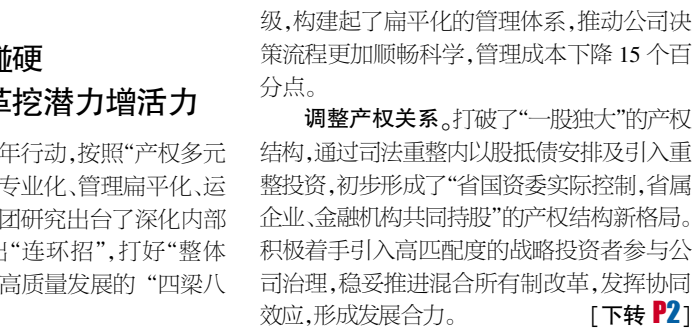 碰硬
革挖潜力增活力
年行动,按照“产权多元
专业化、管理扁平化、运
团研究出台了深化内部
出“连环招”,打好“整体
高质量发展的“四梁八
级,构建起了扁平化的管理体系,推动公司决
策流程更加顺畅科学,管理成本下降 15 个百
分点。
调整产权关系。打破了“一股独大”的产权
结构,通过司法重整内以股抵债安排及引入重
整投资,初步形成了“省国资委实际控制,省属
企业、金融机构共同持股”的产权结构新格局。
积极着手引入高匹配度的战略投资者参与公
司治理,稳妥推进混合所有制改革,发挥协同
效应,形成发展合力。 [下转 P2]